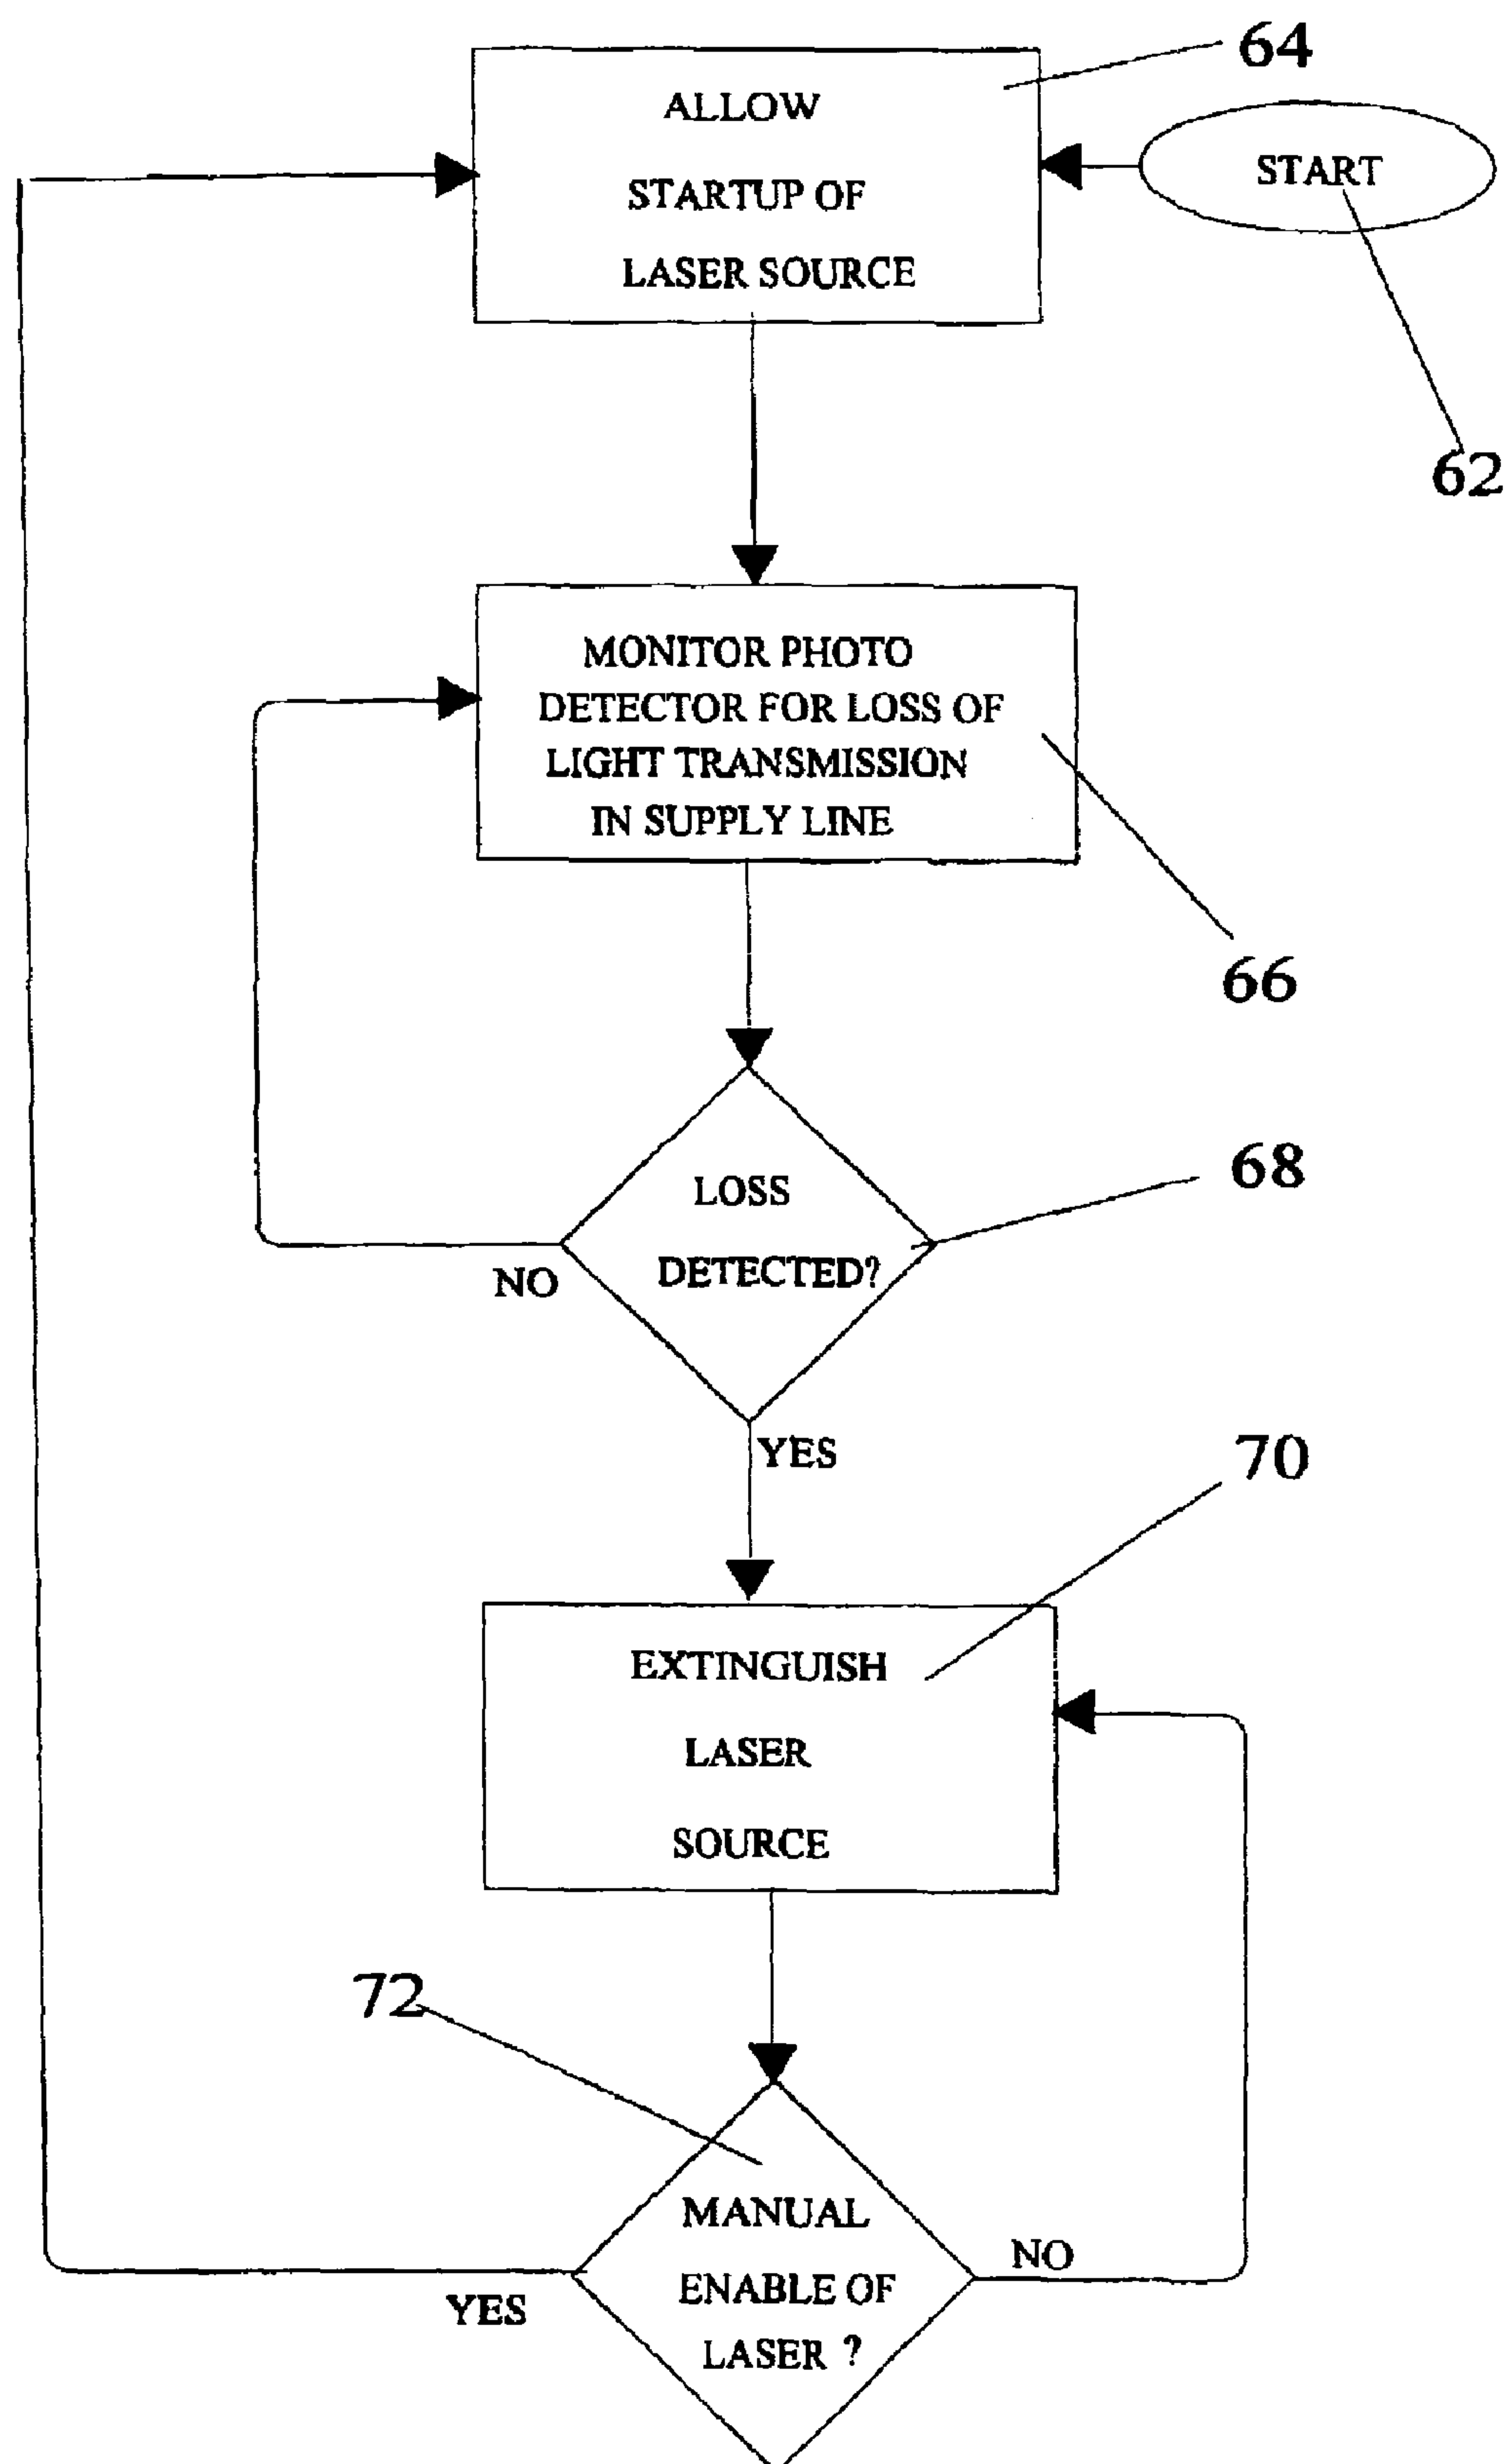 64
ALLOW
STARTUP OF
LASER SOURCE
START
62
MONITOR PHOTO
DETECTOR FOR LOSS OF
LIGHT TRANSMISSION
IN SUPPLY LINE
66
LOSS
DETECTED?
68
NO
YES
70
EXTINGUISH
LASER
SOURCE
72
MANUAL
ENABLE OF
LASER ?
NO
YES